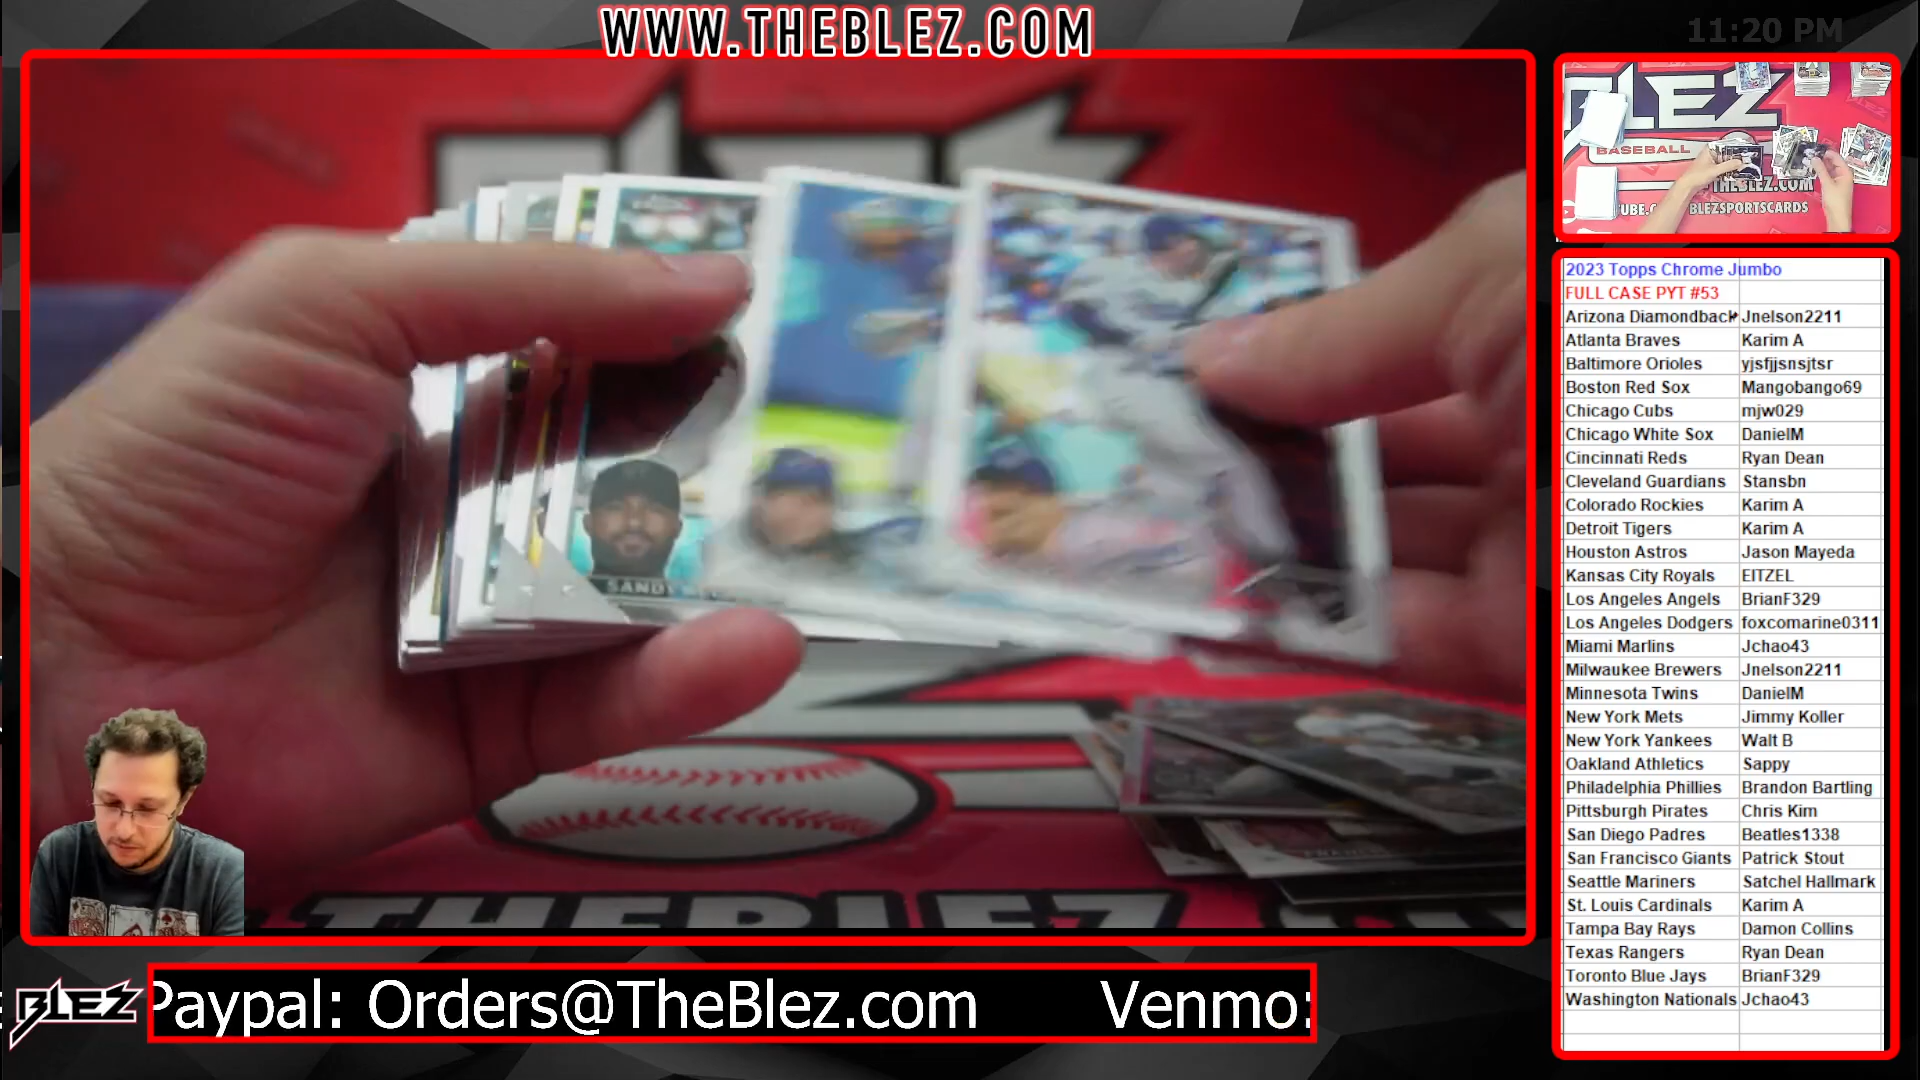 WWW.THEBLEZ.COM
11:20 PM
BLEZ
BASEBALL
THEBLEZ.COM
BLEZSPORTSCARDS
SANDY
THEBLEZ
2023 Topps Chrome Jumbo
FULL CASE PYT #53
Arizona Diamondback Jnelson2211
Atlanta Braves Karim A
Baltimore Orioles yjsfjjsnsjtsr
Boston Red Sox Mangobango69
Chicago Cubs mjw029
Chicago White Sox DanielM
Cincinnati Reds Ryan Dean
Cleveland Guardians Stansbn
Colorado Rockies Karim A
Detroit Tigers Karim A
Houston Astros Jason Mayeda
Kansas City Royals EITZEL
Los Angeles Angels BrianF329
Los Angeles Dodgers foxcomarine0311
Miami Marlins Jchao43
Milwaukee Brewers Jnelson2211
Minnesota Twins DanielM
New York Mets Jimmy Koller
New York Yankees Walt B
Oakland Athletics Sappy
Philadelphia Phillies Brandon Bartling
Pittsburgh Pirates Chris Kim
San Diego Padres Beatles1338
San Francisco Giants Patrick Stout
Seattle Mariners Satchel Hallmark
St. Louis Cardinals Karim A
Tampa Bay Rays Damon Collins
Texas Rangers Ryan Dean
Toronto Blue Jays BrianF329
Washington Nationals Jchao43
BLEZ
Paypal: Orders@TheBlez.com Venmo: